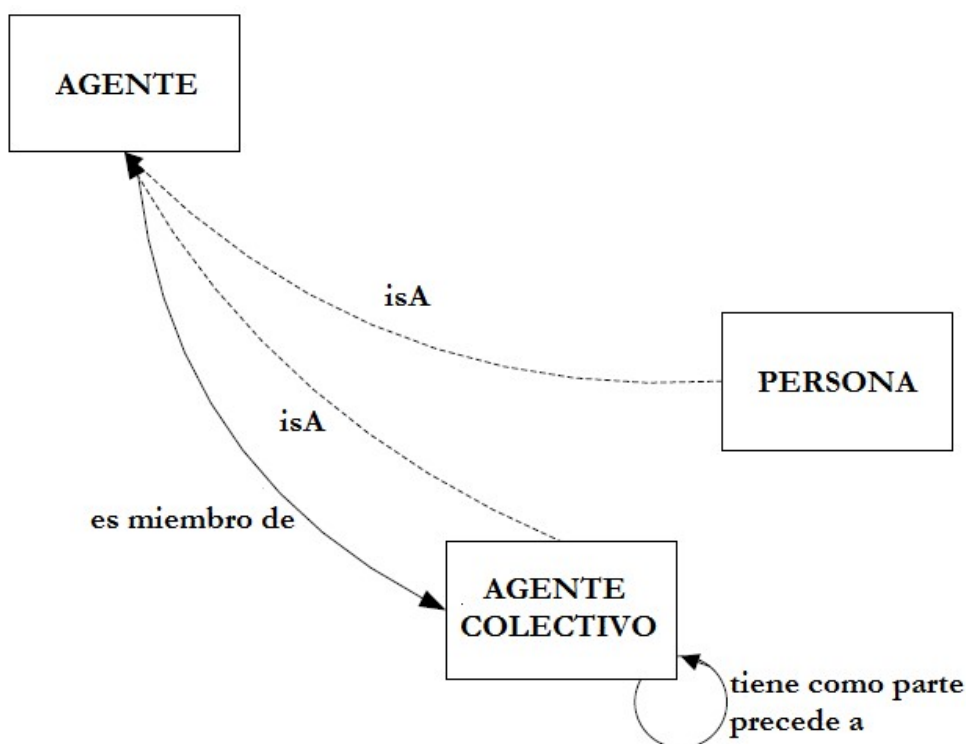 AGENTE
isA
PERSONA
isA
es miembro de
AGENTE
COLECTIVO
tiene como parte
precede a